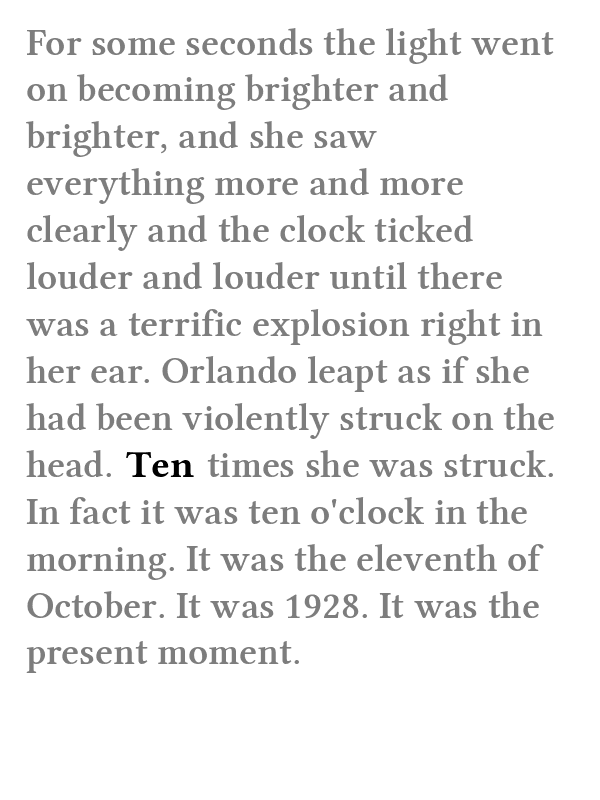 For some seconds the light went
on becoming brighter and
brighter, and she saw
everything more and more
clearly and the clock ticked
louder and louder until there
was a terrific explosion right in
her ear. Orlando leapt as if she
had been violently struck on the
head. Ten times she was struck.
In fact it was ten o'clock in the
morning. It was the eleventh of
October. It was 1928. It was the
present moment.